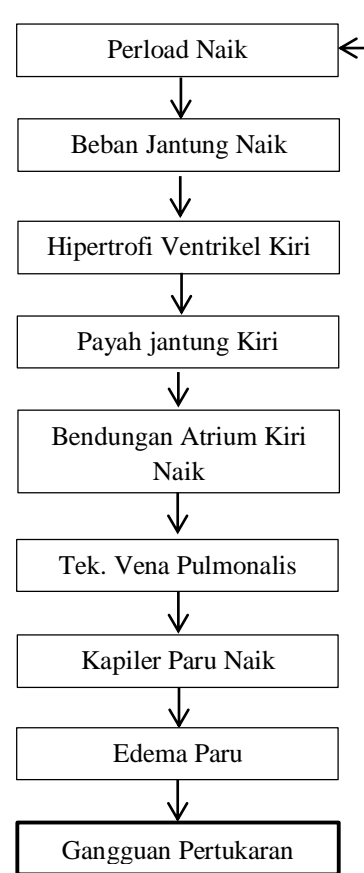 Perload Naik
Beban Jantung Naik
Hipertrofi Ventrikel Kiri
Payah jantung Kiri
Bendungan Atrium Kiri
Naik
Tek. Vena Pulmonalis
Kapiler Paru Naik
Edema Paru
Gangguan Pertukaran